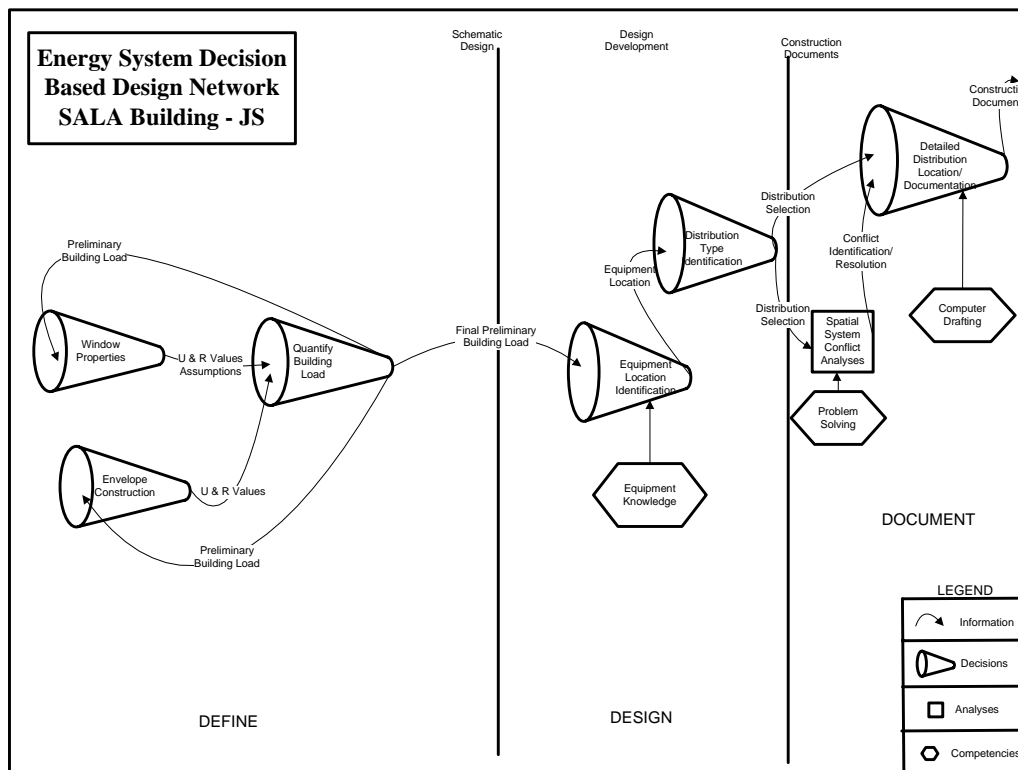 Energy System Decision
Based Design Network
SALA Building - JS
Schematic
Design
Design
Development
Construction
Documents
Constructi
Document
Detailed
Distribution
Location/
Documentation
Distribution
Selection
Distribution
Type
Identification
Conflict
Identification/
Resolution
Preliminary
Building Load
Equipment
Location
Computer
Drafting
Distribution
Selection
Spatial
System
Conflict
Analyses
Window
Properties
U & R Values
Assumptions
Quantify
Building
Load
Final Preliminary
Building Load
Equipment
Location
Identification
Problem
Solving
Envelope
Construction
U & R Values
Equipment
Knowledge
Preliminary
Building Load
DOCUMENT
LEGEND
Information
Decisions
Analyses
Competencies
DEFINE
DESIGN